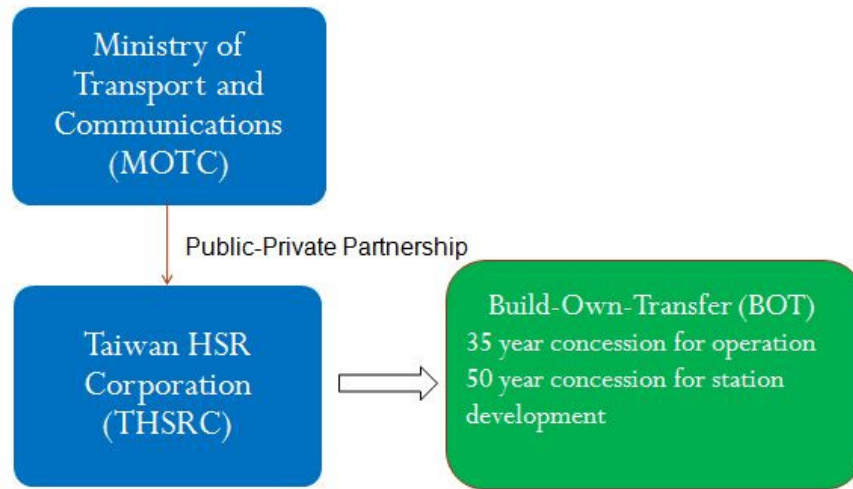 Ministry of
Transport and
Communications
(MOTC)
Public-Private Partnership
Taiwan HSR
Corporation
(THSRC)
Build-Own-Transfer (BOT)
35 year concession for operation
50 year concession for station
development